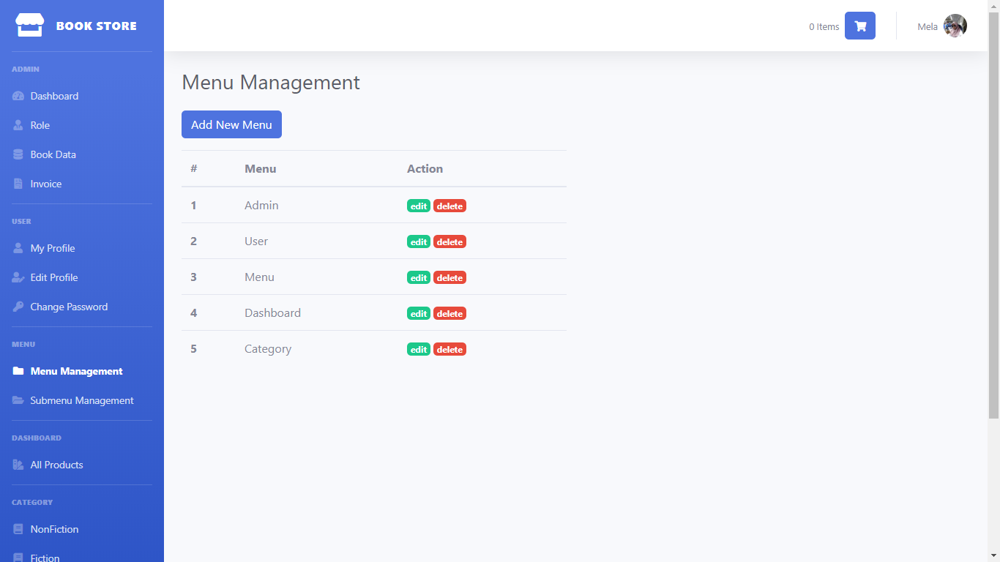 BOOK STORE
0 Items
Mela
ADMIN
Dashboard
Role
Book Data
Invoice
USER
My Profile
Edit Profile
Change Password
MENU
Menu Management
Submenu Management
DASHBOARD
All Products
CATEGORY
NonFiction
Fiction
Menu Management
Add New Menu
# Menu Action
1 Admin edit delete
2 User edit delete
3 Menu edit delete
4 Dashboard edit delete
5 Category edit delete